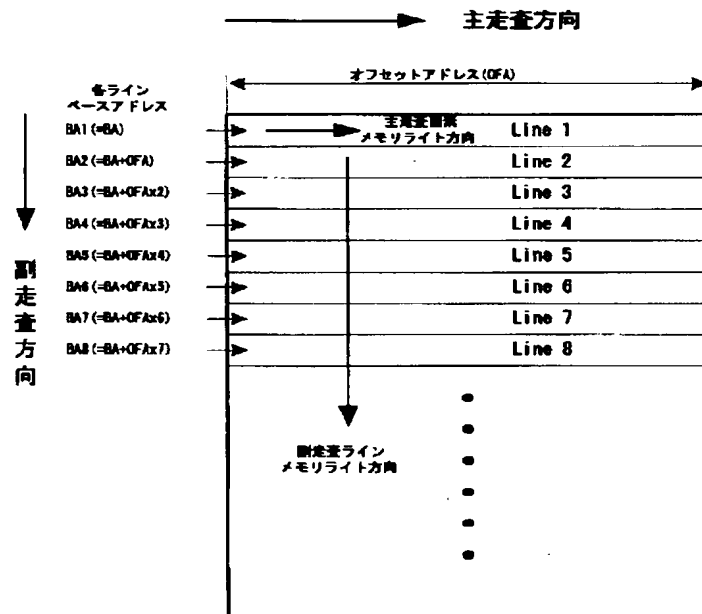 主走査方向
オフセットアドレス(OFA)
各ライン
ベースアドレス
BA1(=BA)
主走査画素
メモリライト方向
Line 1
BA2(=BA+OFA)
Line 2
BA3(=BA+OFAx2)
Line 3
BA4(=BA+OFAx3)
Line 4
BA5(=BA+OFAx4)
Line 5
BA6(=BA+OFAx5)
Line 6
BA7(=BA+OFAx6)
Line 7
BA8(=BA+OFAx7)
Line 8
副走査方向
副走査ライン
メモリライト方向